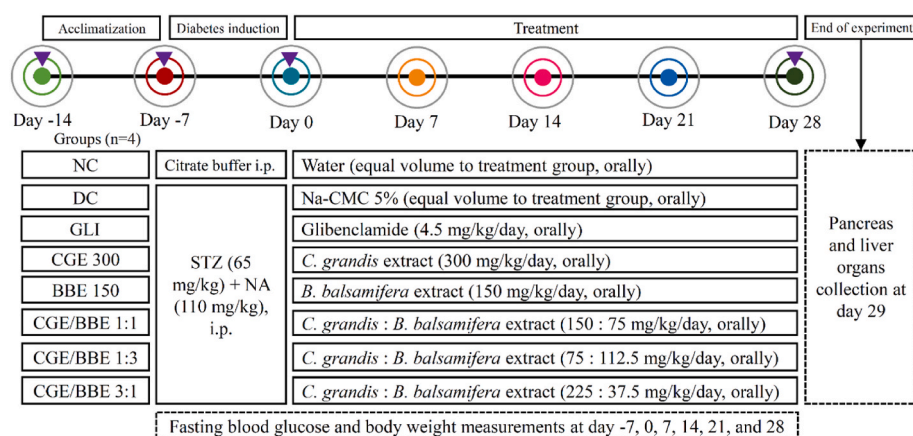 Acclimatization Diabetes induction Treatment End of experiment
Day -14 Day -7 Day 0 Day 7 Day 14 Day 21 Day 28
Groups (n=4)
NC Citrate buffer i.p. Water (equal volume to treatment group, orally)
DC Na-CMC 5% (equal volume to treatment group, orally)
GLI Glibenclamide (4.5 mg/kg/day, orally)
CGE 300 C. grandis extract (300 mg/kg/day, orally)
BBE 150 B. balsamifera extract (150 mg/kg/day, orally)
CGE/BBE 1:1 C. grandis : B. balsamifera extract (150 : 75 mg/kg/day, orally)
CGE/BBE 1:3 C. grandis : B. balsamifera extract (75 : 112.5 mg/kg/day, orally)
CGE/BBE 3:1 C. grandis : B. balsamifera extract (225 : 37.5 mg/kg/day, orally)
STZ (65
mg/kg) + NA
(110 mg/kg),
i.p.
Pancreas
and liver
organs
collection at
day 29
Fasting blood glucose and body weight measurements at day -7, 0, 7, 14, 21, and 28